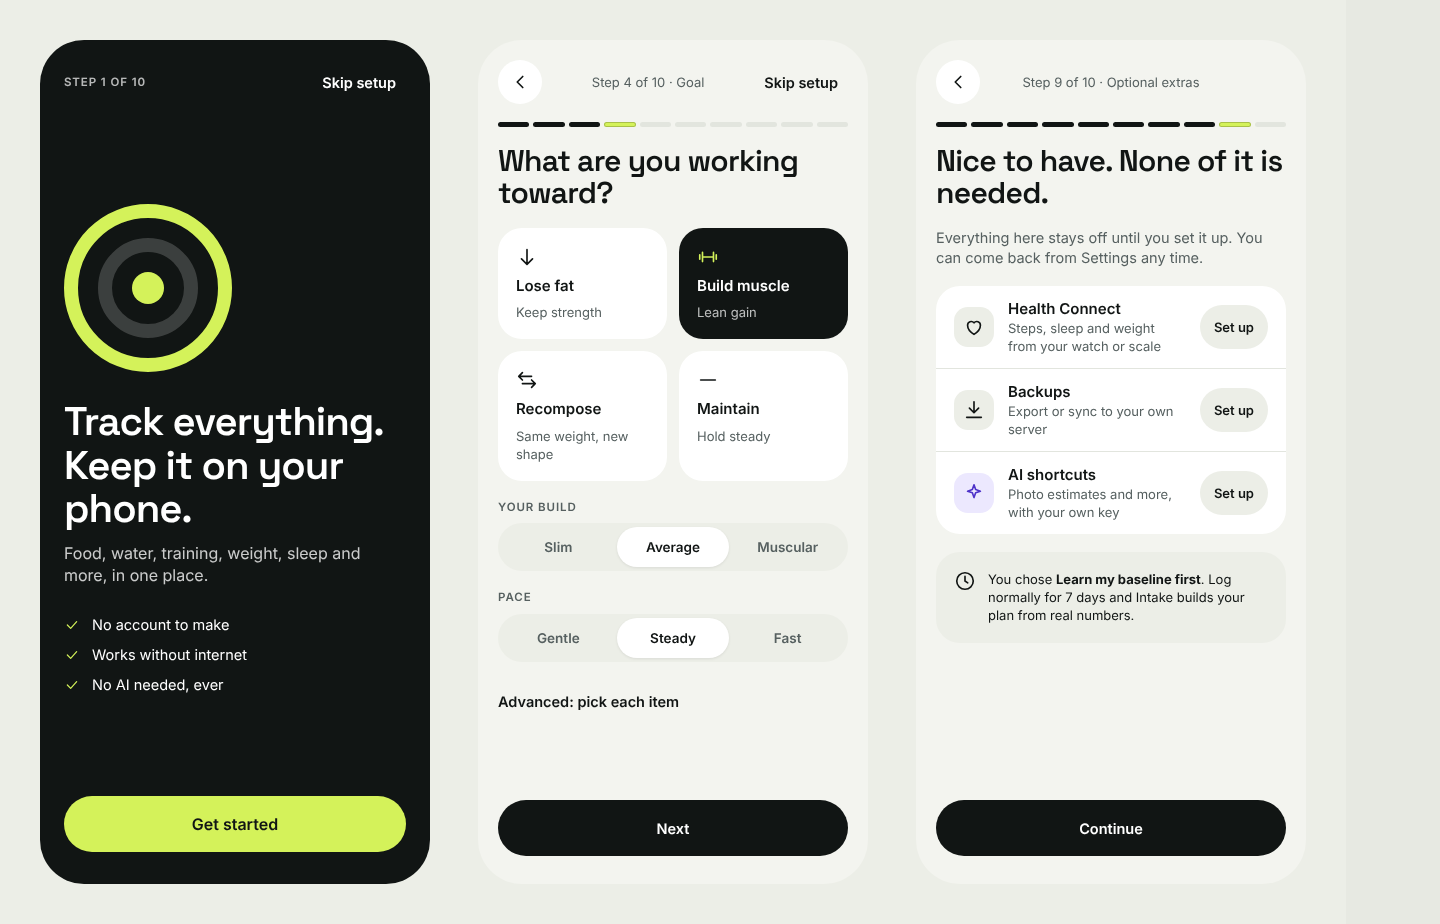 STEP 1 OF 10
Skip setup
Track everything.
Keep it on your
phone.
Food, water, training, weight, sleep and
more, in one place.
No account to make
Works without internet
No AI needed, ever
Get started
Step 4 of 10 · Goal
Skip setup
What are you working
toward?
Lose fat
Keep strength
Build muscle
Lean gain
Recompose
Same weight, new
shape
Maintain
Hold steady
YOUR BUILD
Slim
Average
Muscular
PACE
Gentle
Steady
Fast
Advanced: pick each item
Next
Step 9 of 10 · Optional extras
Nice to have. None of it is
needed.
Everything here stays off until you set it up. You
can come back from Settings any time.
Health Connect
Steps, sleep and weight
from your watch or scale
Set up
Backups
Export or sync to your own
server
Set up
AI shortcuts
Photo estimates and more,
with your own key
Set up
You chose Learn my baseline first. Log
normally for 7 days and Intake builds your
plan from real numbers.
Continue